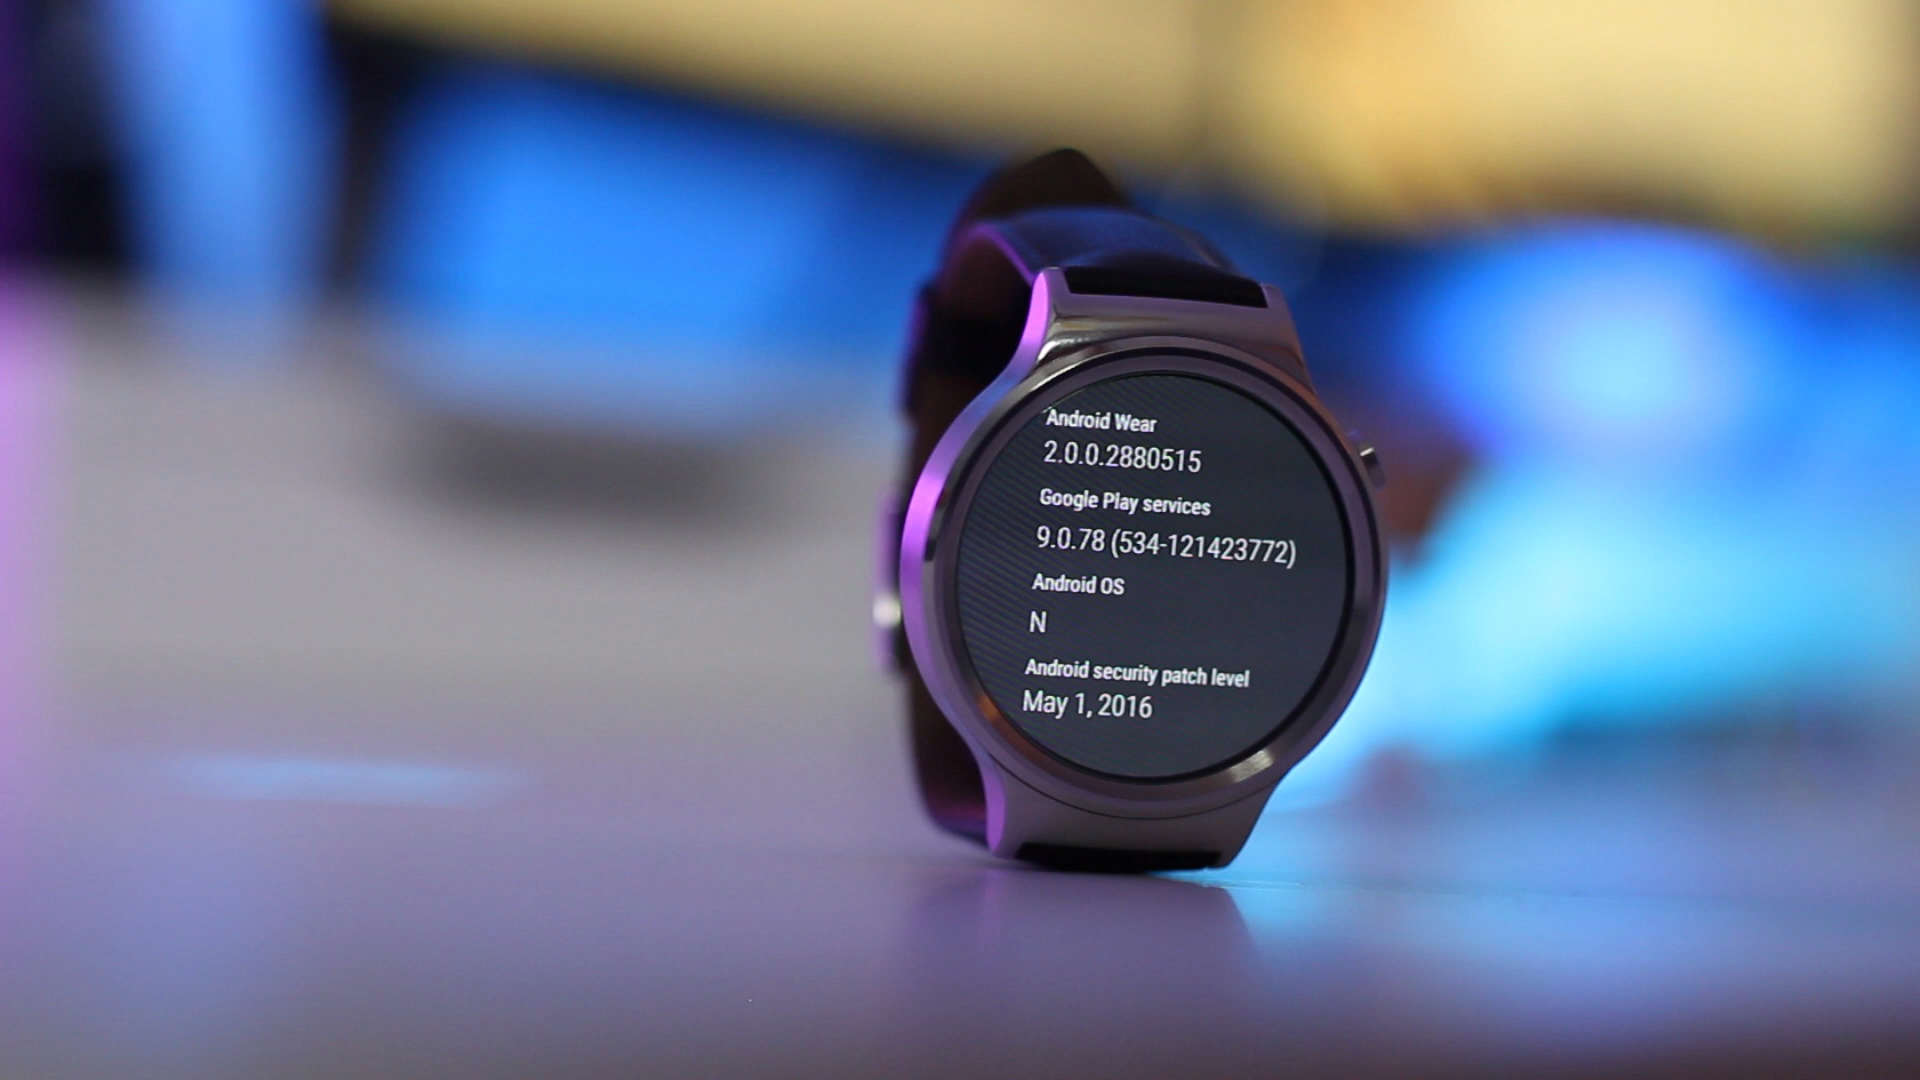 Android Wear
2.0.0.2880515
Google Play services
9.0.78 (534-121423772)
Android OS
N
Android security patch level
May 1, 2016